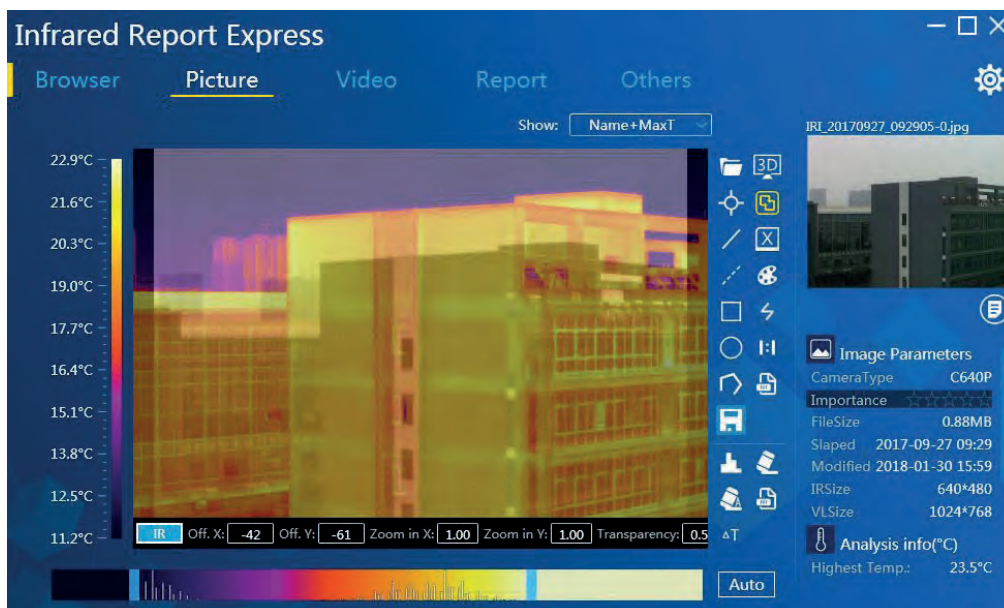 Infrared Report Express
Browser Picture Video Report Others
Show: Name+MaxT
IRI_20170927_092905-0.jpg
22.9°C
21.6°C
20.3°C
19.0°C
17.7°C
16.4°C
15.1°C
13.8°C
12.5°C
11.2°C
3D
X
1:1
A
ΔT
IR Off. X: -42 Off. Y: -61 Zoom in X: 1.00 Zoom in Y: 1.00 Transparency: 0.5
Auto
Image Parameters
CameraType C640P
Importance
FileSize 0.88MB
Slaped 2017-09-27 09:29
Modified 2018-01-30 15:59
IRSize 640*480
VLSize 1024*768
Analysis info(°C)
Highest Temp.: 23.5°C